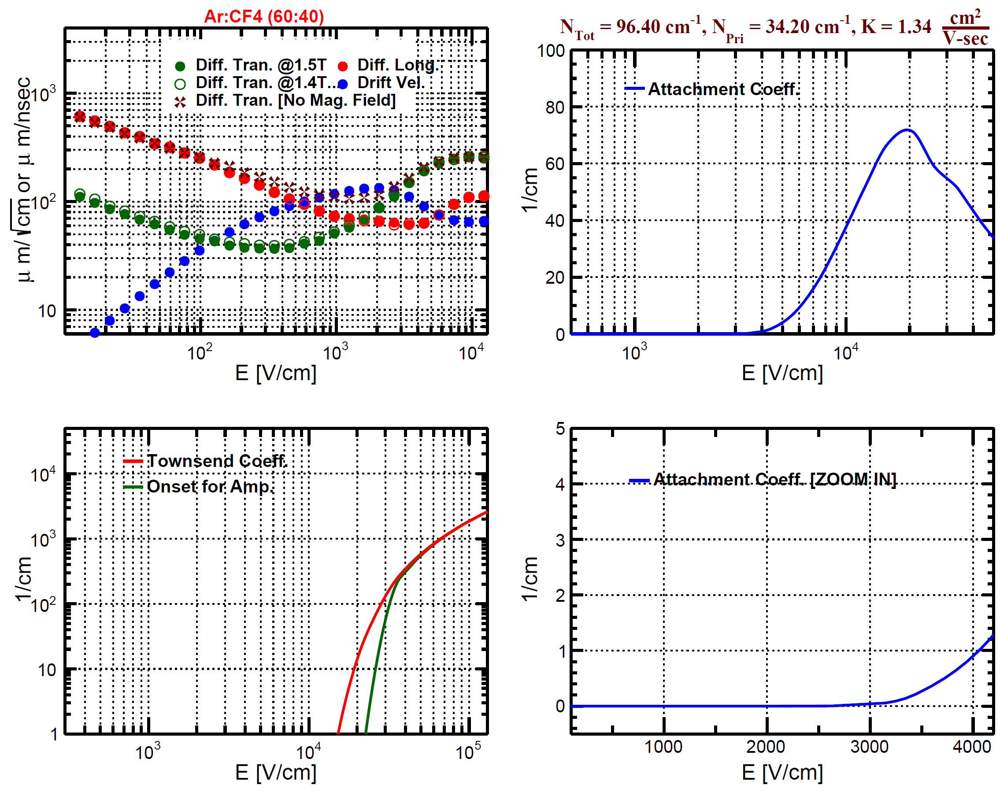 Ar:CF4 (60:40)
Diff. Tran. @1.5T
Diff. Long.
Diff. Tran. @1.4T...
Drift Vel.
Diff. Tran. [No Mag. Field]
μ m/√cm or μ m/nsec
10³
10²
10
10² 10³ 10⁴
E [V/cm]
N_Tot = 96.40 cm⁻¹, N_Pri = 34.20 cm⁻¹, K = 1.34 cm²/V-sec
Attachment Coeff.
1/cm
100
80
60
40
20
0
10³ 10⁴
E [V/cm]
Townsend Coeff.
Onset for Amp.
1/cm
10⁴
10³
10²
10
1
10³ 10⁴ 10⁵
E [V/cm]
Attachment Coeff. [ZOOM IN]
1/cm
5
4
3
2
1
0
1000 2000 3000 4000
E [V/cm]